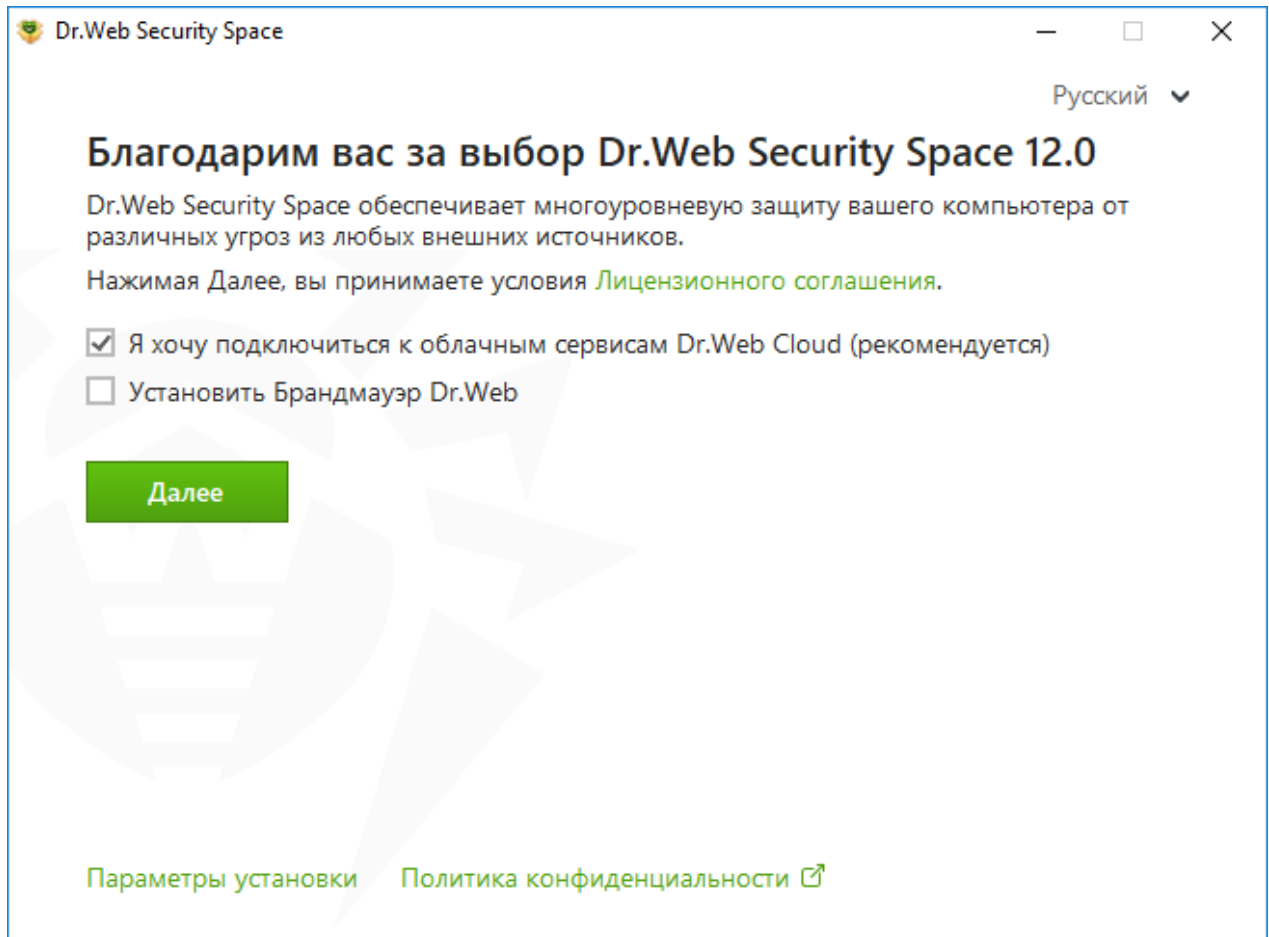 Dr.Web Security Space
Русский
Благодарим вас за выбор Dr.Web Security Space 12.0
Dr.Web Security Space обеспечивает многоуровневую защиту вашего компьютера от
различных угроз из любых внешних источников.
Нажимая Далее, вы принимаете условия Лицензионного соглашения.
Я хочу подключиться к облачным сервисам Dr.Web Cloud (рекомендуется)
Установить Брандмауэр Dr.Web
Далее
Параметры установки Политика конфиденциальности